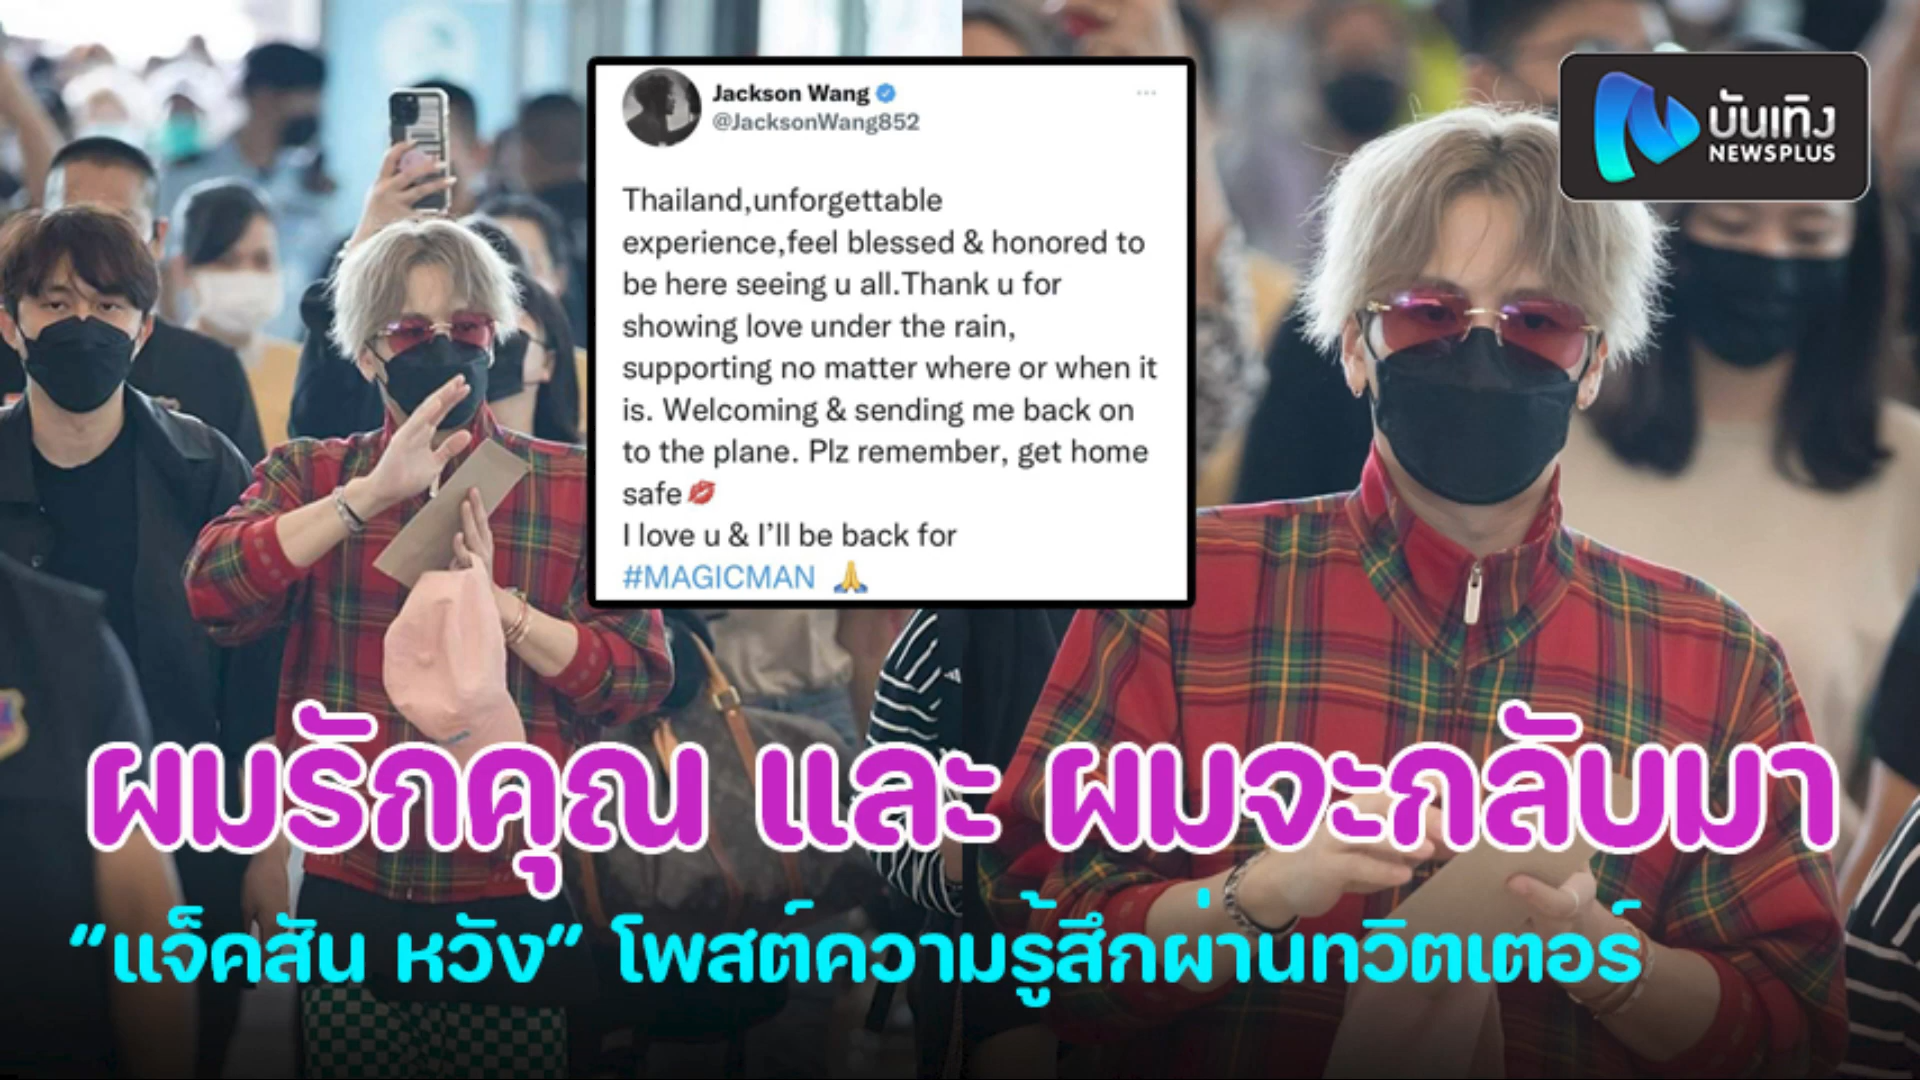 Jackson Wang
@JacksonWang852
Thailand,unforgettable
experience,feel blessed & honored to
be here seeing u all.Thank u for
showing love under the rain,
supporting no matter where or when it
is. Welcoming & sending me back on
to the plane. Plz remember, get home
safe💋
I love u & I’ll be back for
#MAGICMAN 🙏
บันเทิง
NEWSPLUS
ผมรักคุณ และ ผมจะกลับมา
“แจ็คสัน หวัง” โพสต์ความรู้สึกผ่านทวิตเตอร์